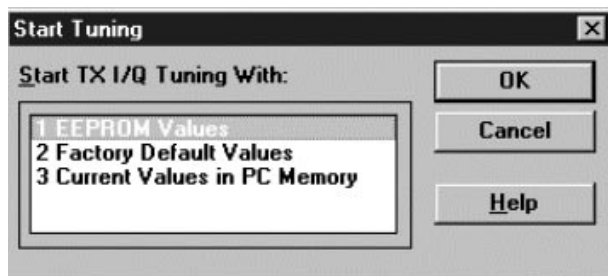 Start Tuning
Start TX I/Q Tuning With:
1 EEPROM Values
2 Factory Default Values
3 Current Values in PC Memory
OK
Cancel
Help